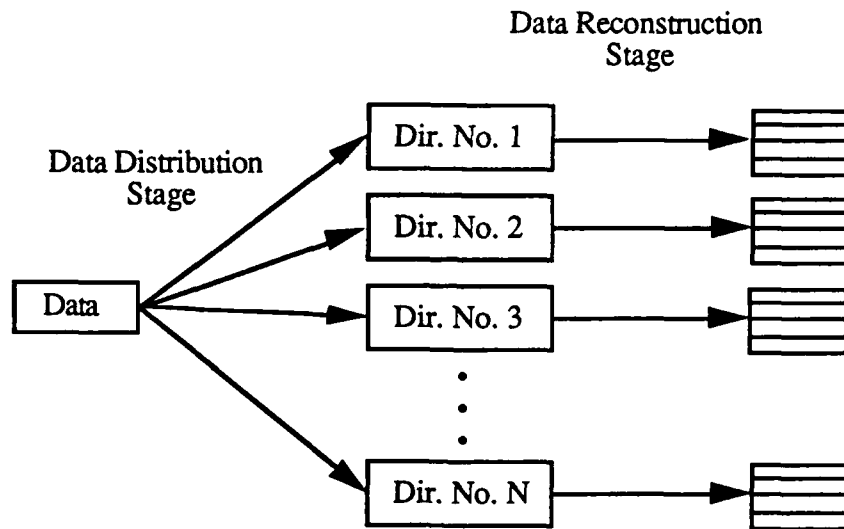 Data Reconstruction
Stage
Data Distribution
Stage
Data
Dir. No. 1
Dir. No. 2
Dir. No. 3
Dir. No. N